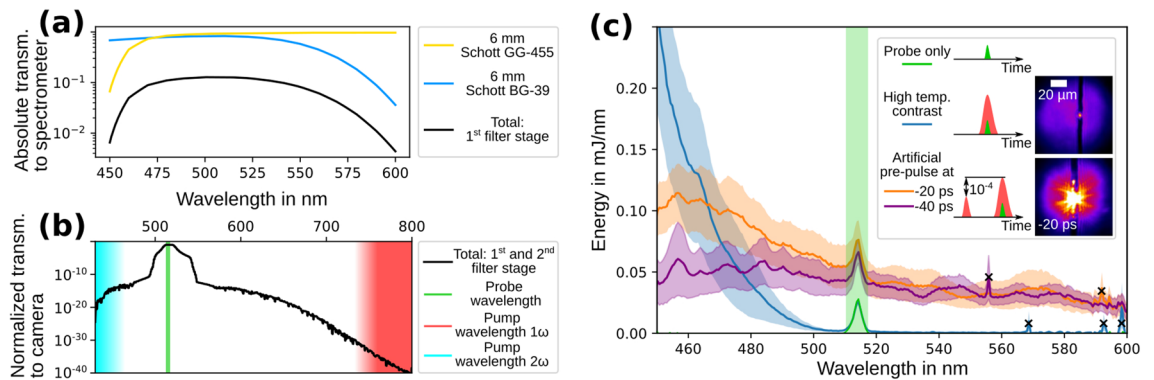 (a)
Absolute transm.
to spectrometer
10⁻¹
10⁻²
450 475 500 525 550 575 600
Wavelength in nm
6 mm
Schott GG-455
6 mm
Schott BG-39
Total:
1st filter stage
(b)
Normalized transm.
to camera
500 600 700 800
10⁻¹⁰
10⁻²⁰
10⁻³⁰
10⁻⁴⁰
Total: 1st and 2nd
filter stage
Probe
wavelength
Pump
wavelength 1ω
Pump
wavelength 2ω
(c)
Energy in mJ/nm
0.20
0.15
0.10
0.05
0.00
460 480 500 520 540 560 580 600
Wavelength in nm
Probe only
Time
High temp.
contrast
Time
20 µm
Artificial
pre-pulse at
-20 ps
-40 ps
10⁻⁴
Time
-20 ps